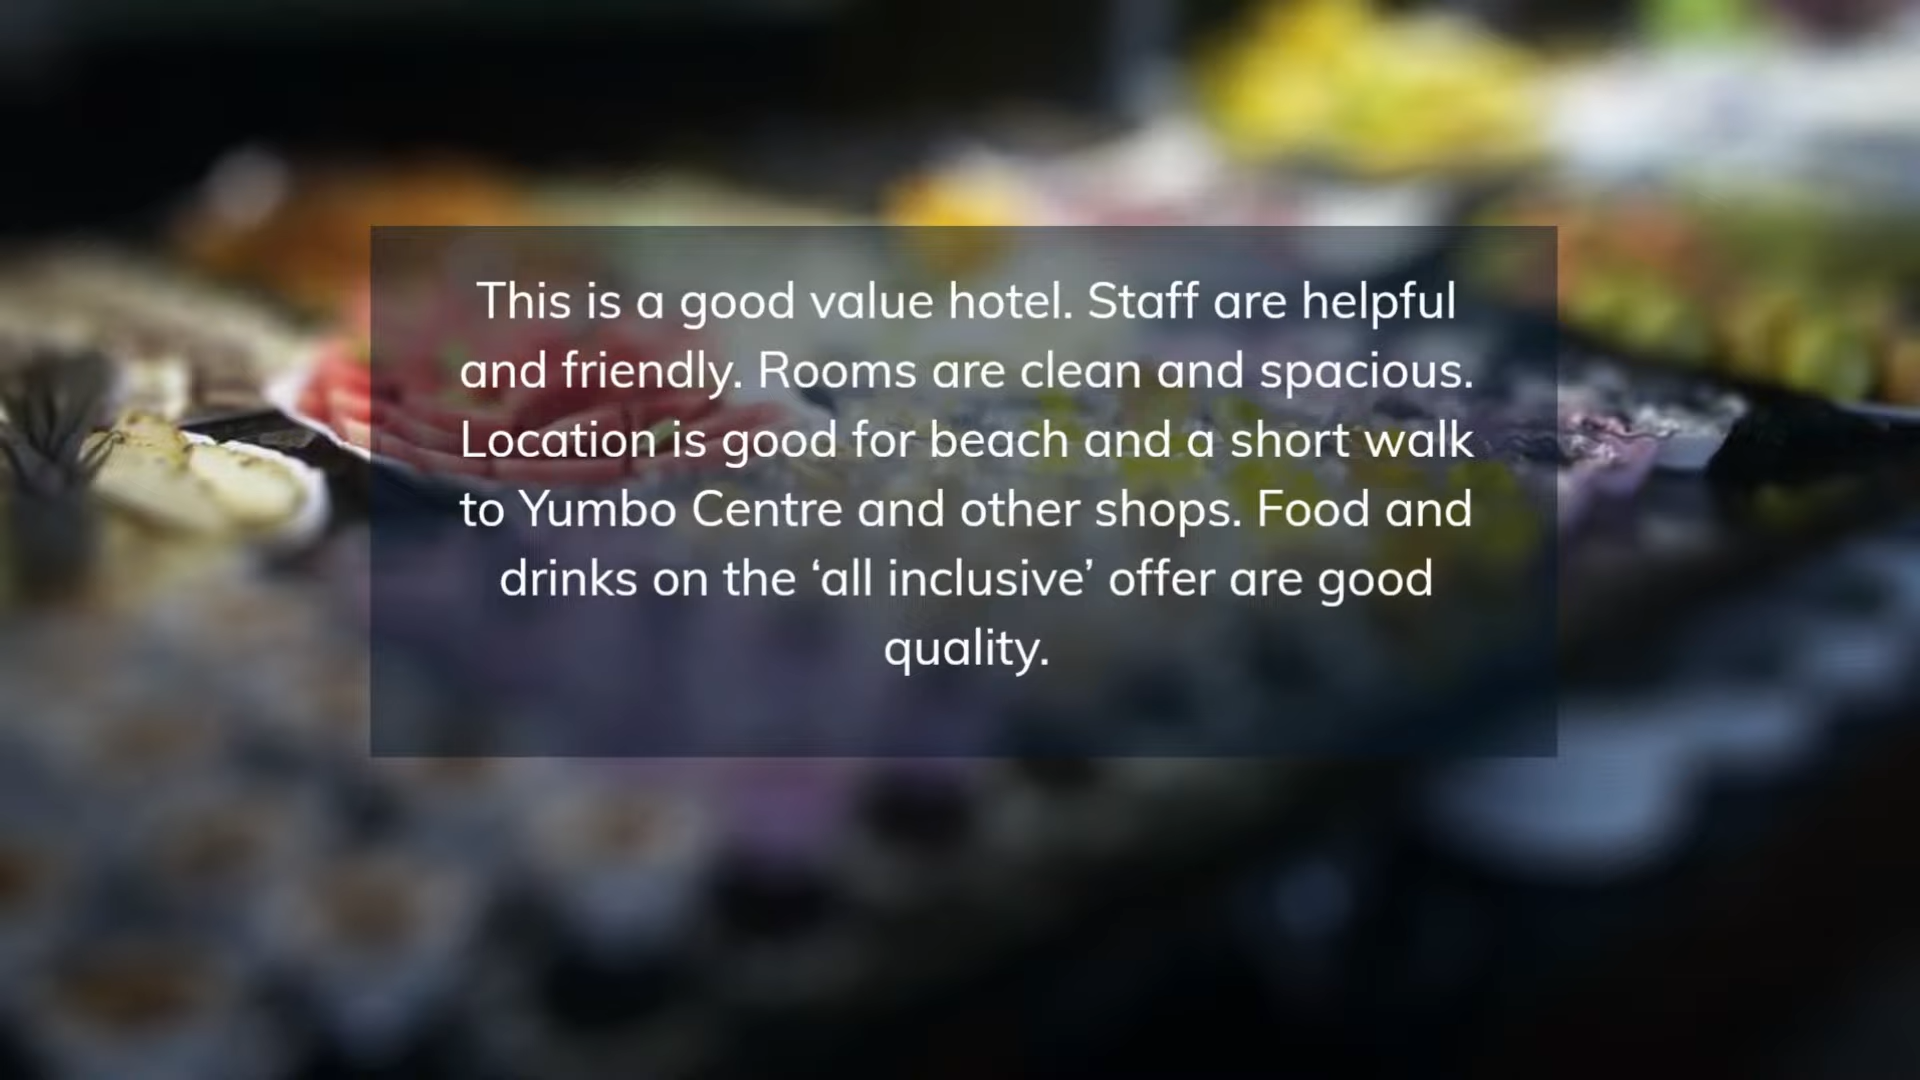 This is a good value hotel. Staff are helpful
and friendly. Rooms are clean and spacious.
Location is good for beach and a short walk
to Yumbo Centre and other shops. Food and
drinks on the ‘all inclusive’ offer are good
quality.